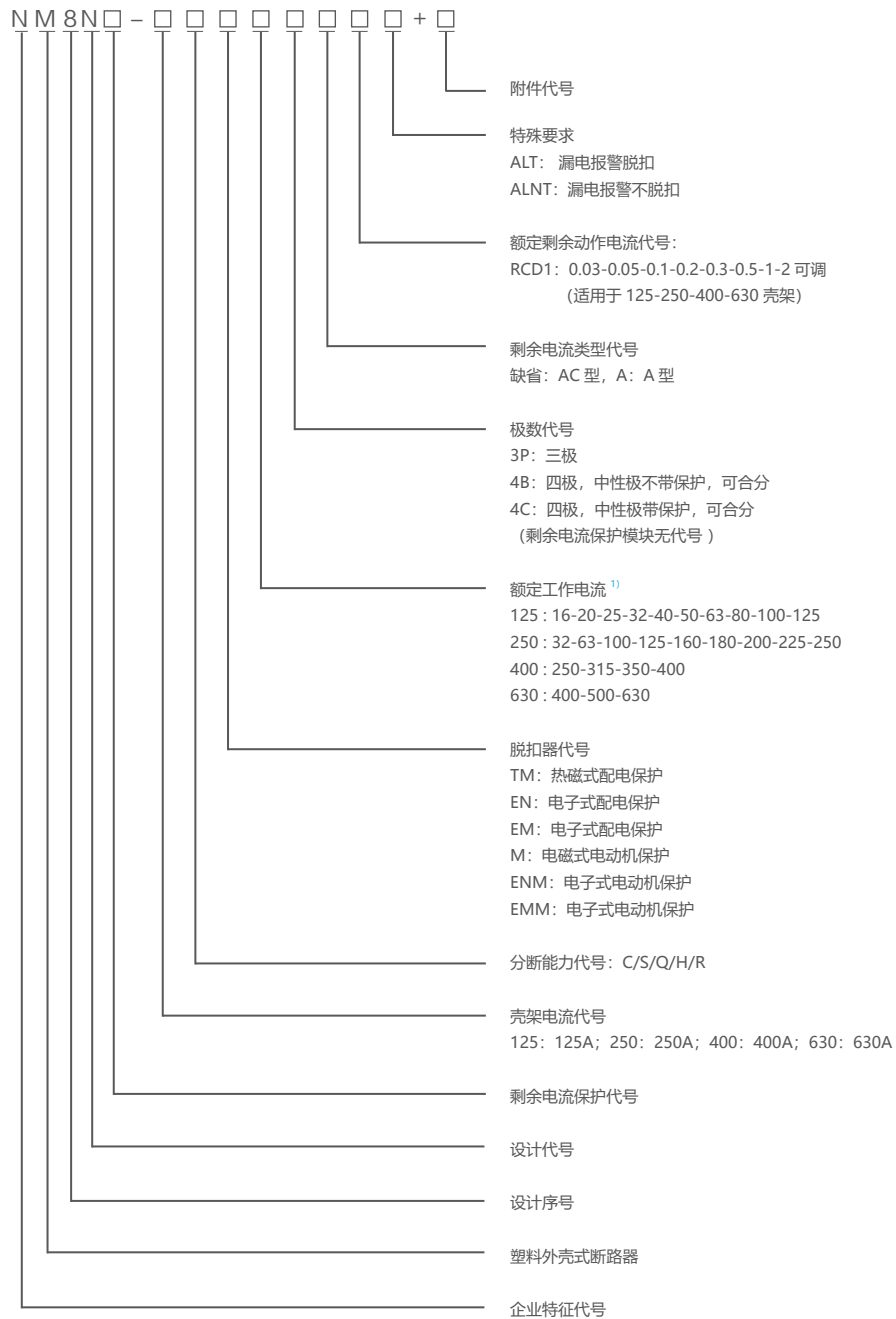 NM8N□-□□□□□□□□+□
附件代号
特殊要求
ALT： 漏电报警脱扣
ALNT：漏电报警不脱扣
额定剩余动作电流代号：
RCD1：0.03-0.05-0.1-0.2-0.3-0.5-1-2 可调
（适用于 125-250-400-630 壳架）
剩余电流类型代号
缺省：AC 型，A：A 型
极数代号
3P：三极
4B：四极，中性极不带保护，可合分
4C：四极，中性极带保护，可合分
（剩余电流保护模块无代号 ）
额定工作电流 1)
125 : 16-20-25-32-40-50-63-80-100-125
250 : 32-63-100-125-160-180-200-225-250
400 : 250-315-350-400
630 : 400-500-630
脱扣器代号
TM：热磁式配电保护
EN：电子式配电保护
EM：电子式配电保护
M：电磁式电动机保护
ENM：电子式电动机保护
EMM：电子式电动机保护
分断能力代号：C/S/Q/H/R
壳架电流代号
125：125A；250：250A；400：400A；630：630A
剩余电流保护代号
设计代号
设计序号
塑料外壳式断路器
企业特征代号